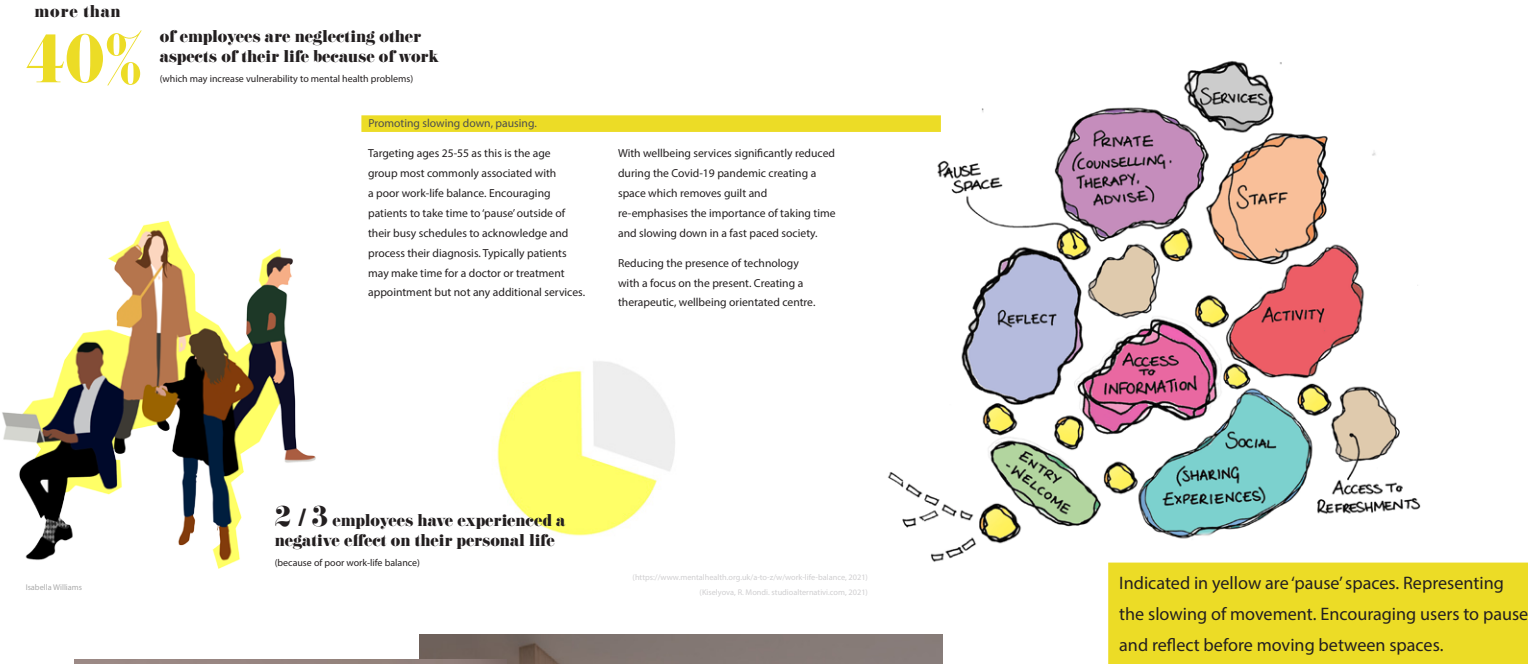 more than
40%
of employees are neglecting other
aspects of their life because of work
(which may increase vulnerability to mental health problems)
Promoting slowing down, pausing.
Targeting ages 25-55 as this is the age
group most commonly associated with
a poor work-life balance. Encouraging
patients to take time to ‘pause’ outside of
their busy schedules to acknowledge and
process their diagnosis. Typically patients
may make time for a doctor or treatment
appointment but not any additional services.
With wellbeing services significantly reduced
during the Covid-19 pandemic creating a
space which removes guilt and
re-emphasises the importance of taking time
and slowing down in a fast paced society.
Reducing the presence of technology
with a focus on the present. Creating a
therapeutic, wellbeing orientated centre.
2 / 3 employees have experienced a
negative effect on their personal life
(because of poor work-life balance)
Isabella Williams
(https://www.mentalhealth.org.uk/a-to-z/w/work-life-balance, 2021)
(Kiselyova, R. Mondi. studioalternativi.com, 2021)
SERVICES
PRIVATE
(COUNSELLING.
THERAPY,
ADVISE)
PAUSE
SPACE
STAFF
REFLECT
ACTIVITY
ACCESS
TO
INFORMATION
SOCIAL
(SHARING
EXPERIENCES)
ENTRY
-WELCOME
ACCESS TO
REFRESHMENTS
Indicated in yellow are ‘pause’ spaces. Representing
the slowing of movement. Encouraging users to pause
and reflect before moving between spaces.